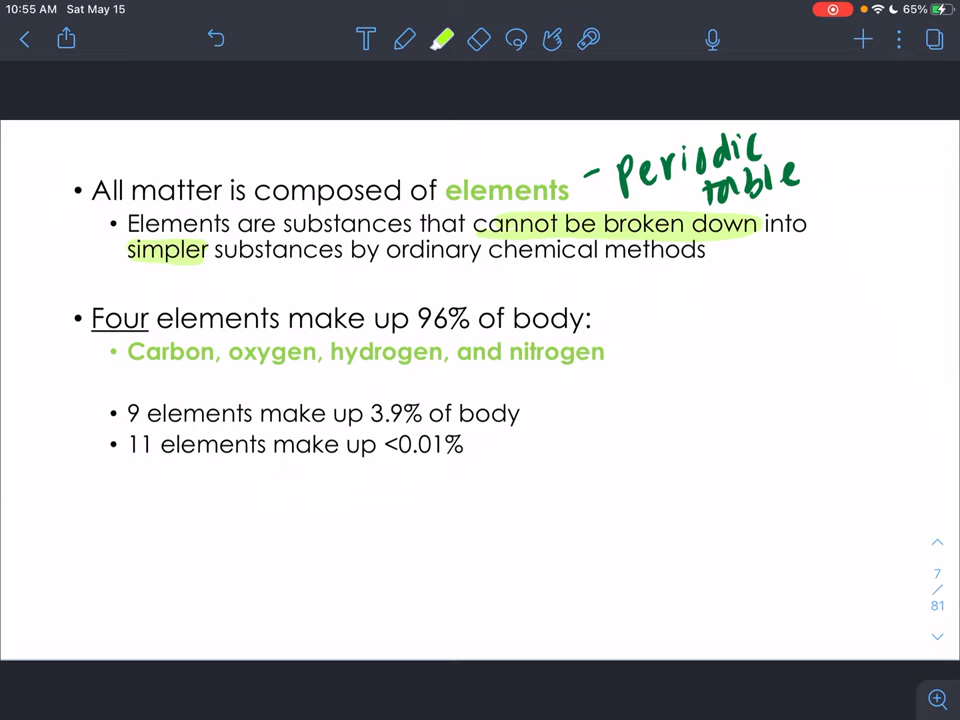 10:55 AM Sat May 15
65%
- periodic
table
• All matter is composed of elements
• Elements are substances that cannot be broken down into
simpler substances by ordinary chemical methods
• Four elements make up 96% of body:
• Carbon, oxygen, hydrogen, and nitrogen
• 9 elements make up 3.9% of body
• 11 elements make up <0.01%
7
/
81